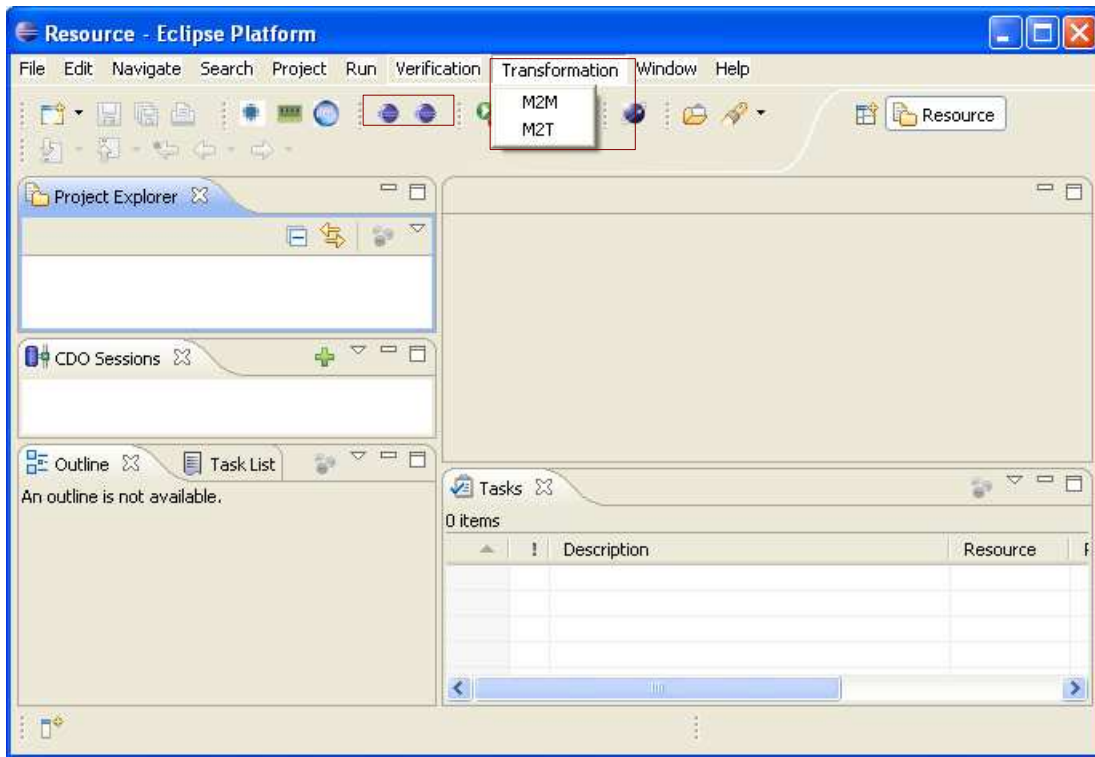 Resource - Eclipse Platform
File Edit Navigate Search Project Run Verification Transformation Window Help
M2M
M2T
Resource
Project Explorer
CDO Sessions
Outline Task List
An outline is not available.
Tasks
0 items
! Description Resource